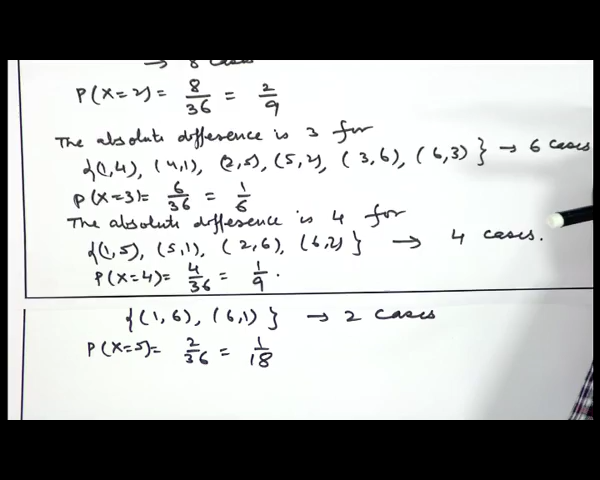 → 8 cases
P(X=2) = 8/36 = 2/9
The absolute difference is 3 for
{(1,4), (4,1), (2,5), (5,2), (3,6), (6,3)} → 6 cases
P(X=3)= 6/36 = 1/6
The absolute difference is 4 for
{(1,5), (5,1), (2,6), (6,2)} → 4 cases.
P(X=4)= 4/36 = 1/9.
{(1,6), (6,1)} → 2 cases
P(X=5)= 2/36 = 1/18